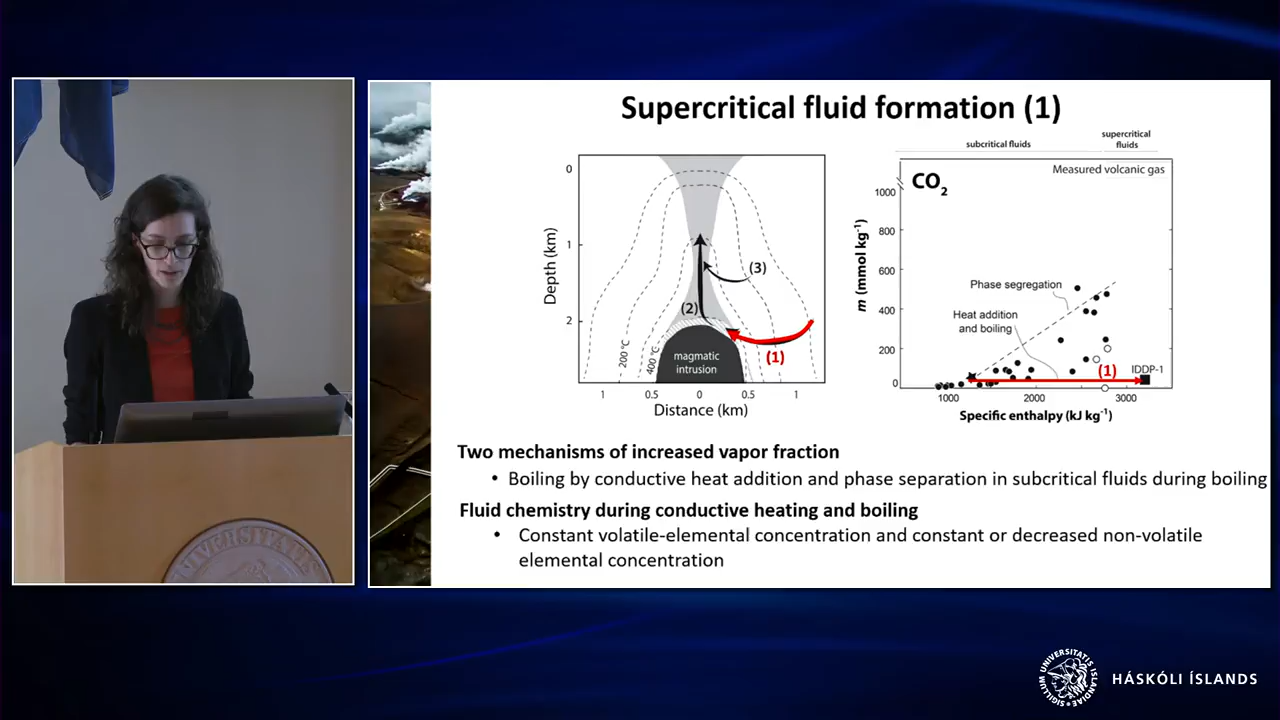 Supercritical fluid formation (1)
0
1
2
Depth (km)
(3)
(2)
(1)
200 °C
400 °C
magmatic
intrusion
1 0.5 0 0.5 1
Distance (km)
subcritical fluids
supercritical
fluids
Measured volcanic gas
CO2
1000
800
600
400
200
0
m (mmol kg-1)
Phase segregation
Heat addition
and boiling
(1)
IDDP-1
1000 2000 3000
Specific enthalpy (kJ kg-1)
Two mechanisms of increased vapor fraction
• Boiling by conductive heat addition and phase separation in subcritical fluids during boiling
Fluid chemistry during conductive heating and boiling
• Constant volatile-elemental concentration and constant or decreased non-volatile
elemental concentration
VERSITATIS
SIGILLUM UNIVERSITATIS ISLANDIAE
HÁSKÓLI ÍSLANDS